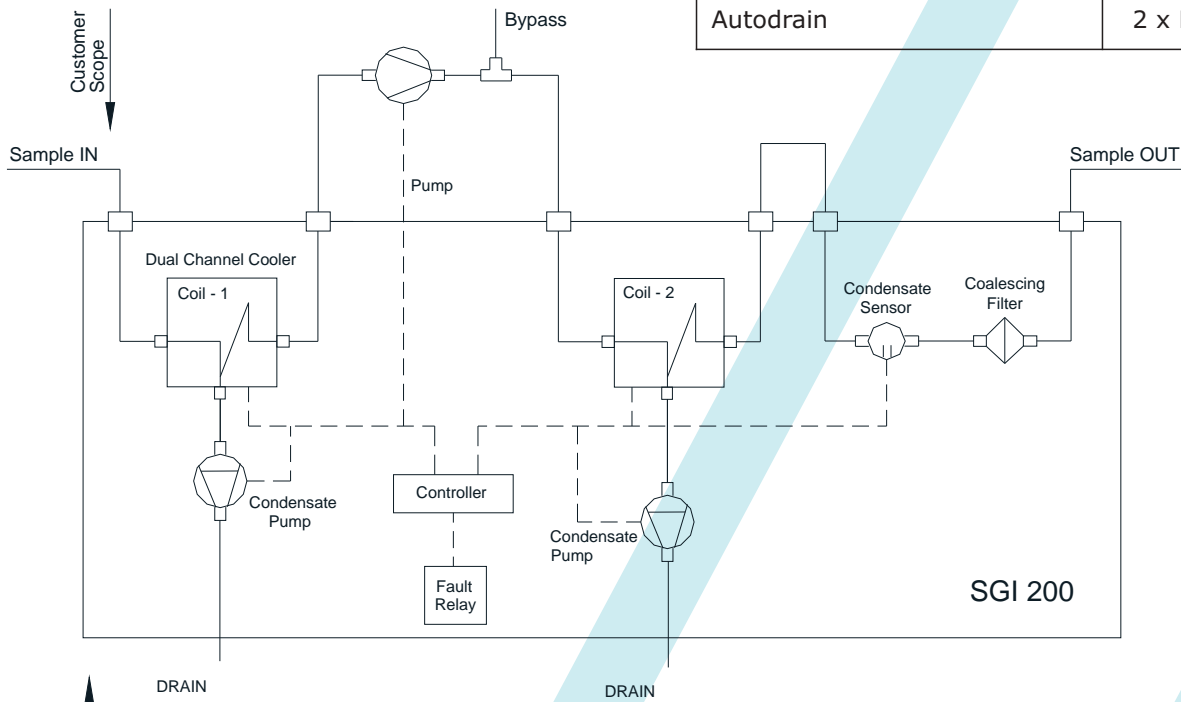 Autodrain
2 x
Bypass
Customer
Scope
Sample IN
Sample OUT
Pump
Dual Channel Cooler
Coil - 1
Coil - 2
Condensate
Sensor
Coalescing
Filter
Controller
Condensate
Pump
Condensate
Pump
Fault
Relay
SGI 200
DRAIN
DRAIN